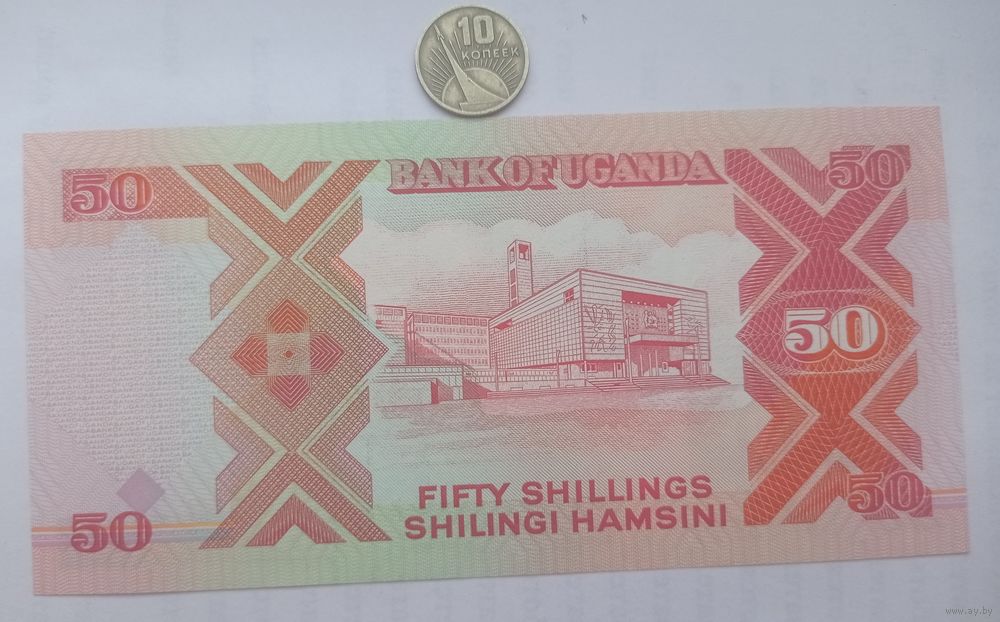 10
КОПЕЕК
50
BANK OF UGANDA
50
50
FIFTY SHILLINGS
SHILINGI HAMSINI
50
50
www.ay.by